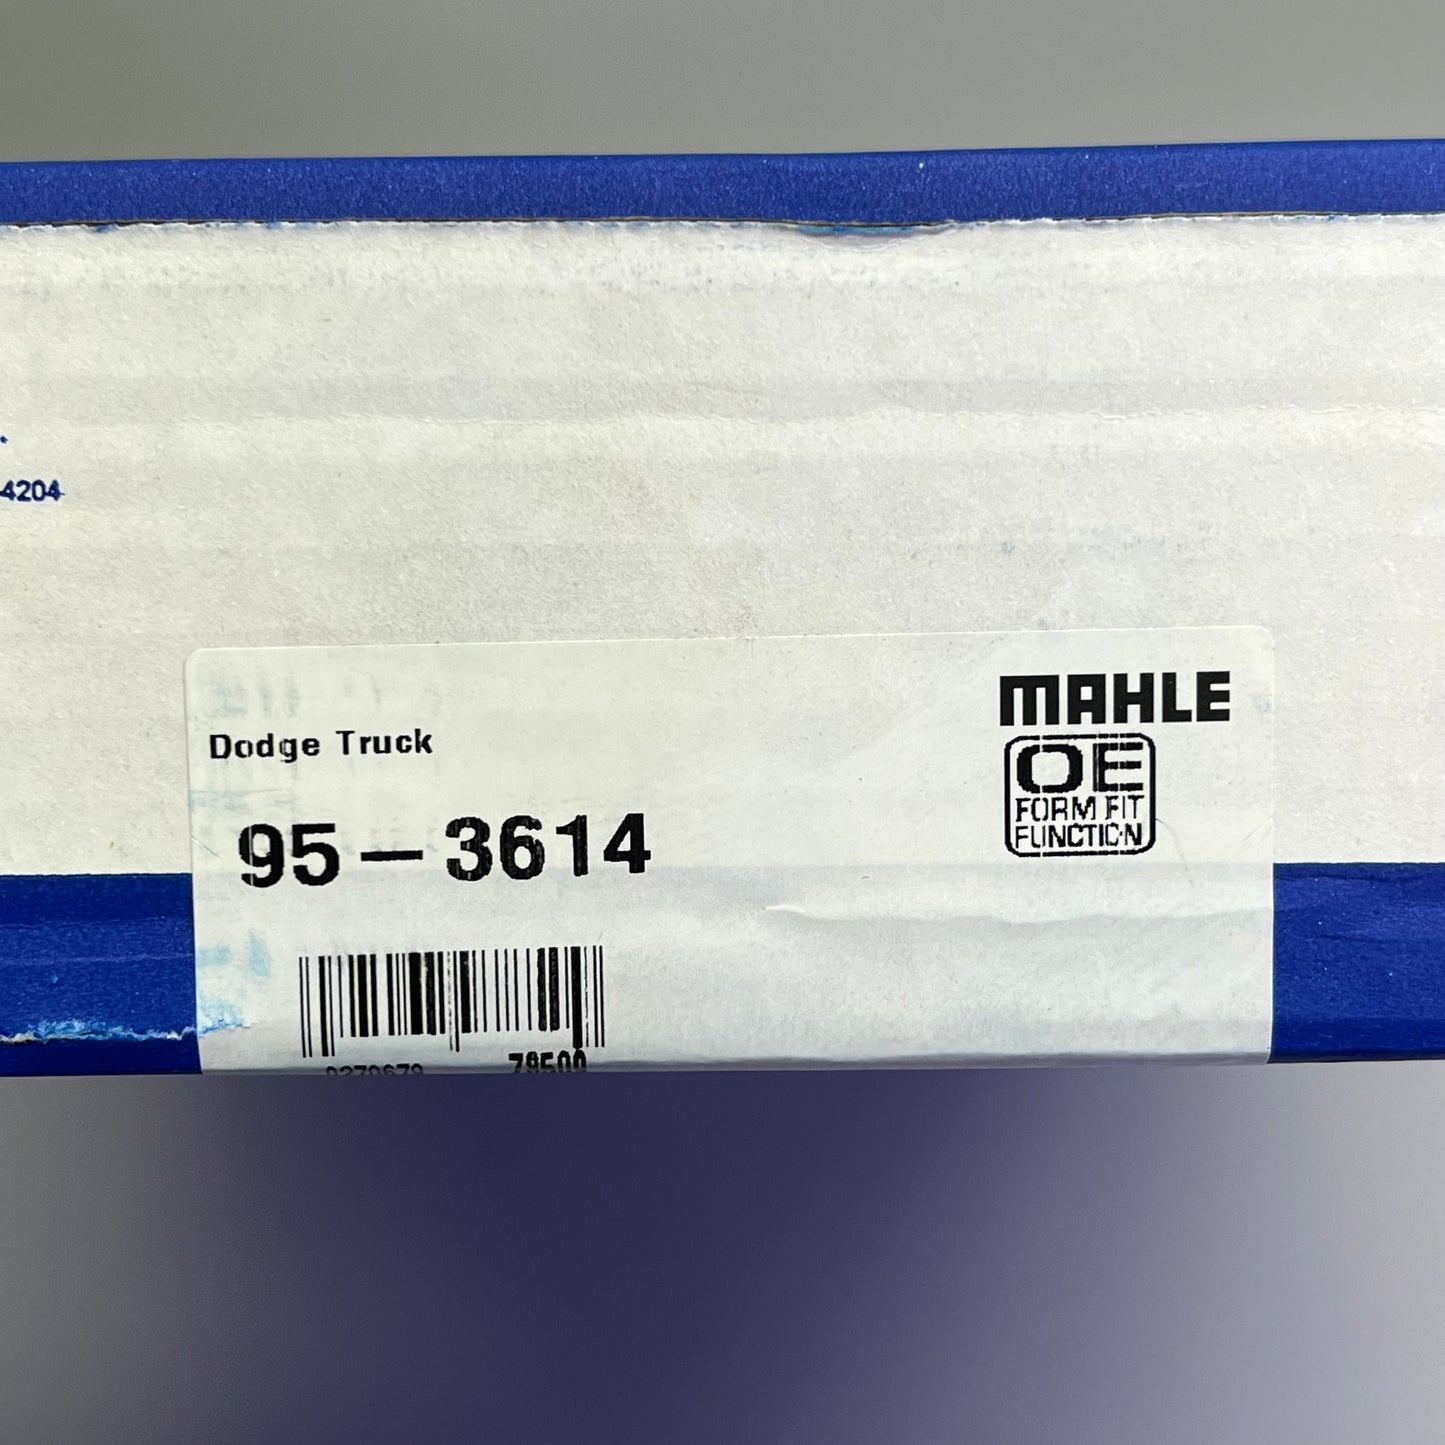 -4204
Dodge Truck
MAHLE
OE
FORM FIT
FUNCTION
95-3614